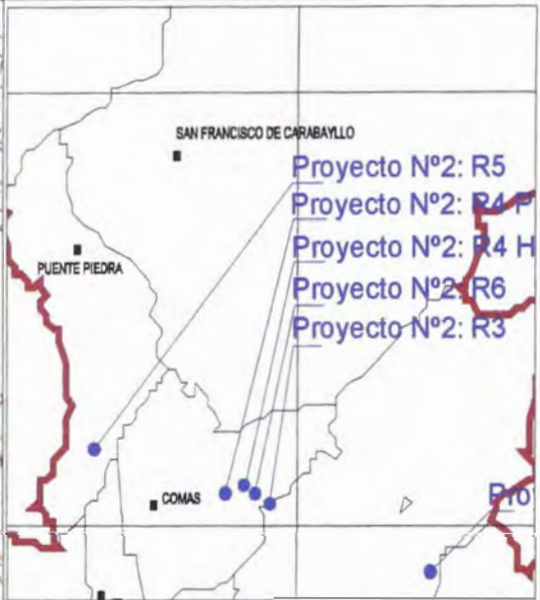 SAN FRANCISCO DE CARABAYLLO
Proyecto Nº2: R5
Proyecto Nº2: R4 P
Proyecto Nº2: R4 H
Proyecto Nº2: R6
Proyecto Nº2: R3
PUENTE PIEDRA
COMAS
Pro